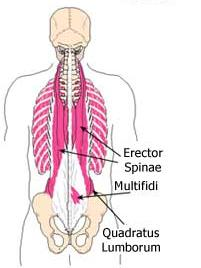 Erector
Spinae
Multifidi
Quadratus
Lumborum